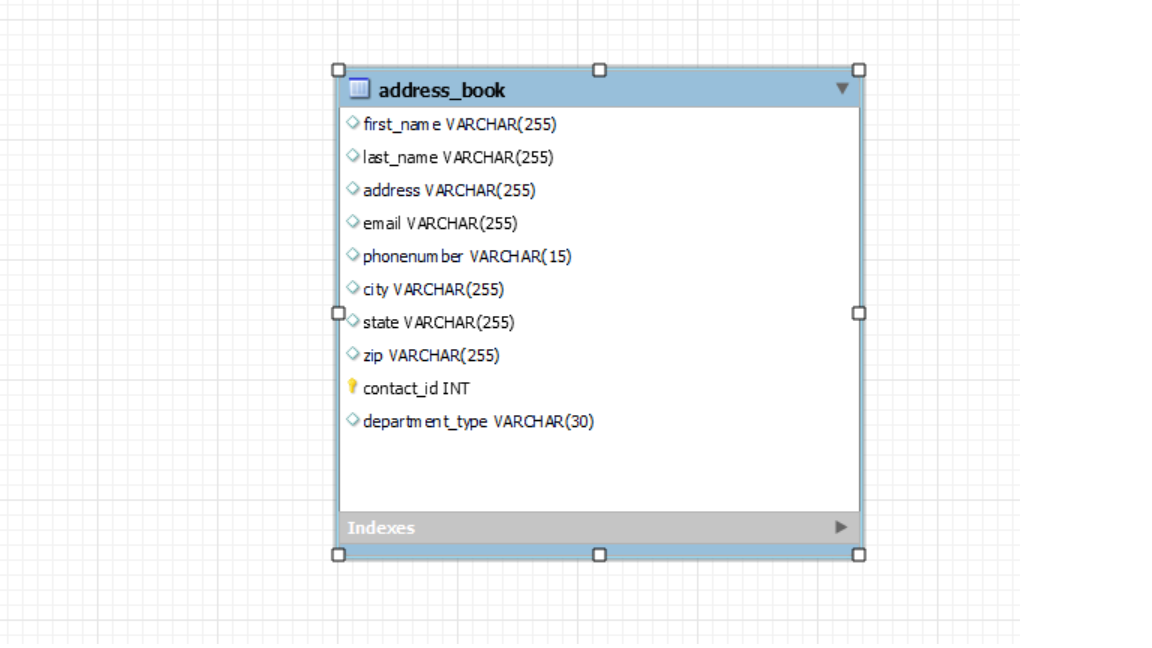 address_book
first_name VARCHAR(255)
last_name VARCHAR(255)
address VARCHAR(255)
email VARCHAR(255)
phonenumber VARCHAR(15)
city VARCHAR(255)
state VARCHAR(255)
zip VARCHAR(255)
contact_id INT
department_type VARCHAR(30)
Indexes